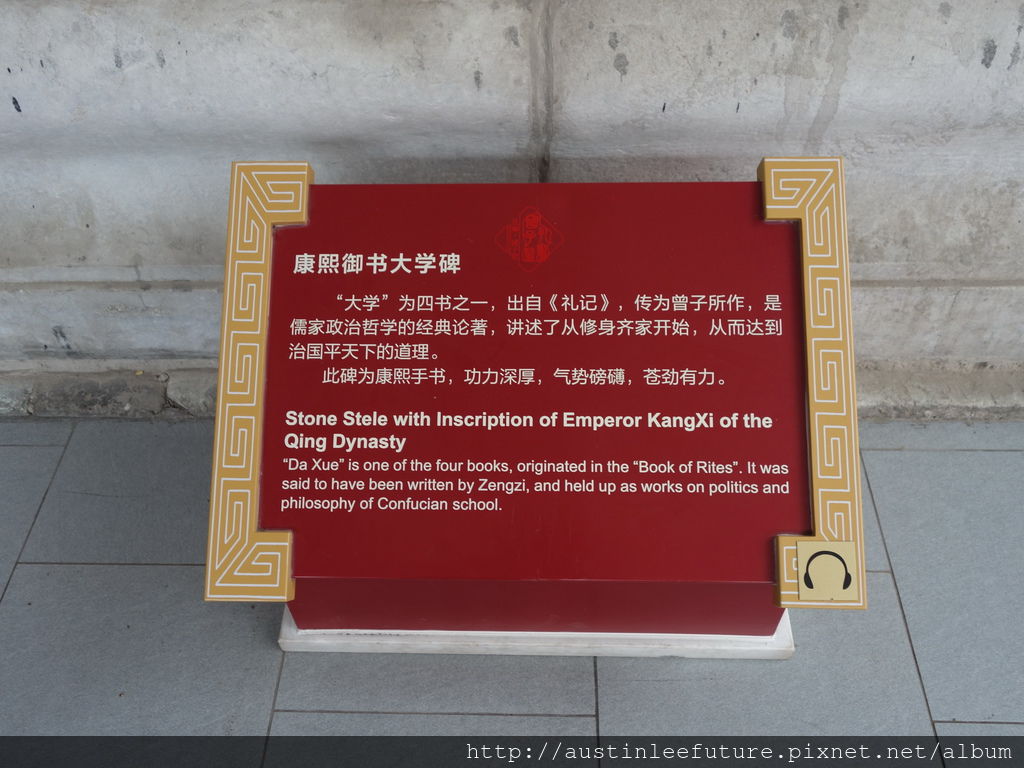 康熙御书大学碑
“大学”为四书之一，出自《礼记》，传为曾子所作，是
儒家政治哲学的经典论著，讲述了从修身齐家开始，从而达到
治国平天下的道理。
此碑为康熙手书，功力深厚，气势磅礴，苍劲有力。
Stone Stele with Inscription of Emperor KangXi of the
Qing Dynasty
“Da Xue” is one of the four books, originated in the “Book of Rites”. It was
said to have been written by Zengzi, and held up as works on politics and
philosophy of Confucian school.
http://austinleefuture.pixnet.net/album